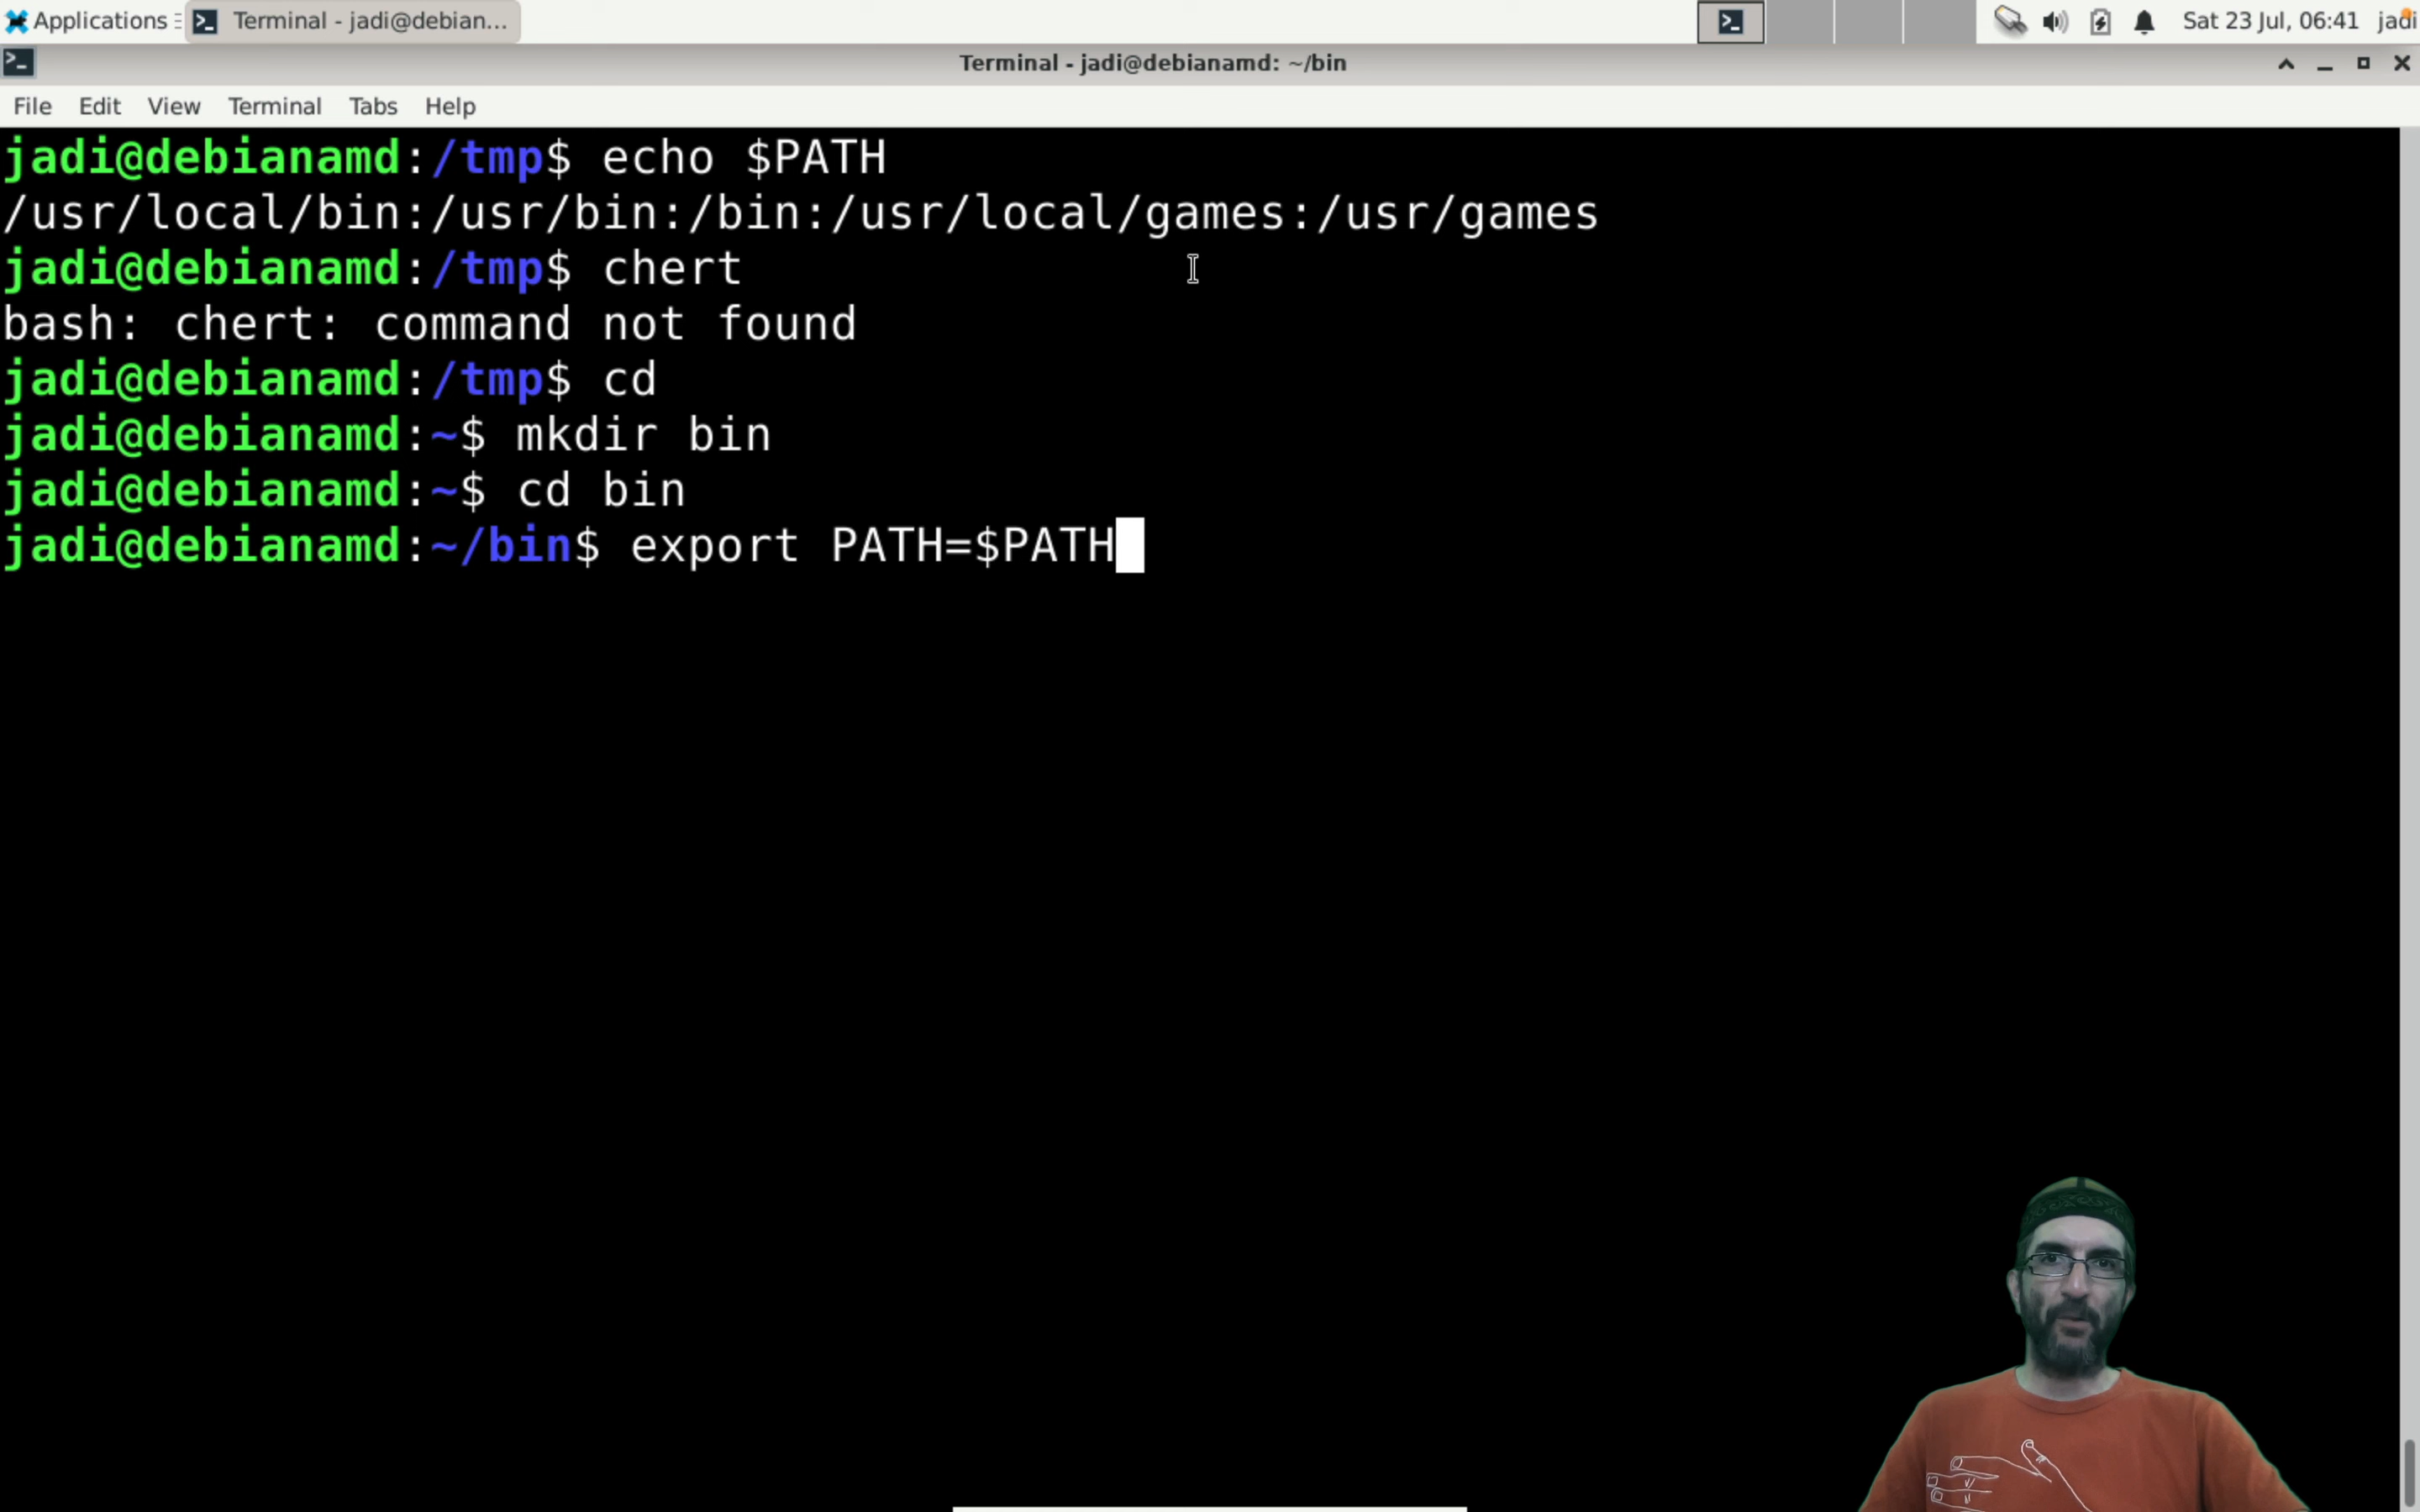 Applications
Terminal - jadi@debian...
Sat 23 Jul, 06:41
jadi
Terminal - jadi@debianamd: ~/bin
File Edit View Terminal Tabs Help
jadi@debianamd:/tmp$ echo $PATH
/usr/local/bin:/usr/bin:/bin:/usr/local/games:/usr/games
jadi@debianamd:/tmp$ chert
bash: chert: command not found
jadi@debianamd:/tmp$ cd
jadi@debianamd:~$ mkdir bin
jadi@debianamd:~$ cd bin
jadi@debianamd:~/bin$ export PATH=$PATH